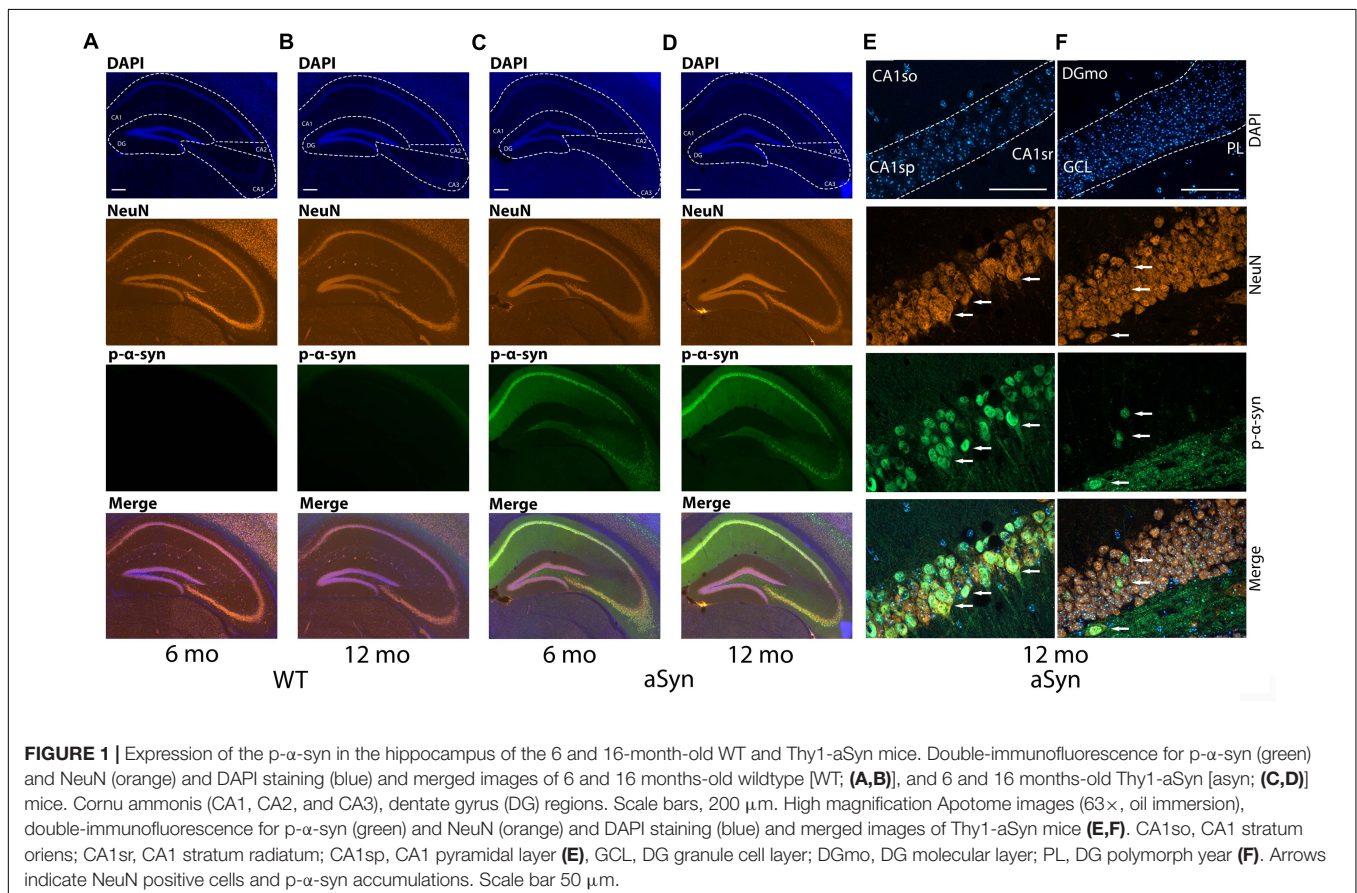 A B C D E F
DAPI DAPI DAPI DAPI
CA1 DG CA2 CA3
CA1 DG CA2 CA3
CA1 DG CA2 CA3
CA1 DG CA2 CA3
CA1so CA1sp CA1sr
DGmo GCL PL
DAPI
NeuN NeuN NeuN NeuN
NeuN
p-α-syn p-α-syn p-α-syn p-α-syn
p-α-syn
Merge Merge Merge Merge
Merge
6 mo 12 mo 6 mo 12 mo 12 mo
WT aSyn aSyn
FIGURE 1 | Expression of the p-α-syn in the hippocampus of the 6 and 16-month-old WT and Thy1-aSyn mice. Double-immunofluorescence for p-α-syn (green)
and NeuN (orange) and DAPI staining (blue) and merged images of 6 and 16 months-old wildtype [WT; (A,B)], and 6 and 16 months-old Thy1-aSyn [asyn; (C,D)]
mice. Cornu ammonis (CA1, CA2, and CA3), dentate gyrus (DG) regions. Scale bars, 200 μm. High magnification Apotome images (63×, oil immersion),
double-immunofluorescence for p-α-syn (green) and NeuN (orange) and DAPI staining (blue) and merged images of Thy1-aSyn mice (E,F). CA1so, CA1 stratum
oriens; CA1sr, CA1 stratum radiatum; CA1sp, CA1 pyramidal layer (E), GCL, DG granule cell layer; DGmo, DG molecular layer; PL, DG polymorph year (F). Arrows
indicate NeuN positive cells and p-α-syn accumulations. Scale bar 50 μm.